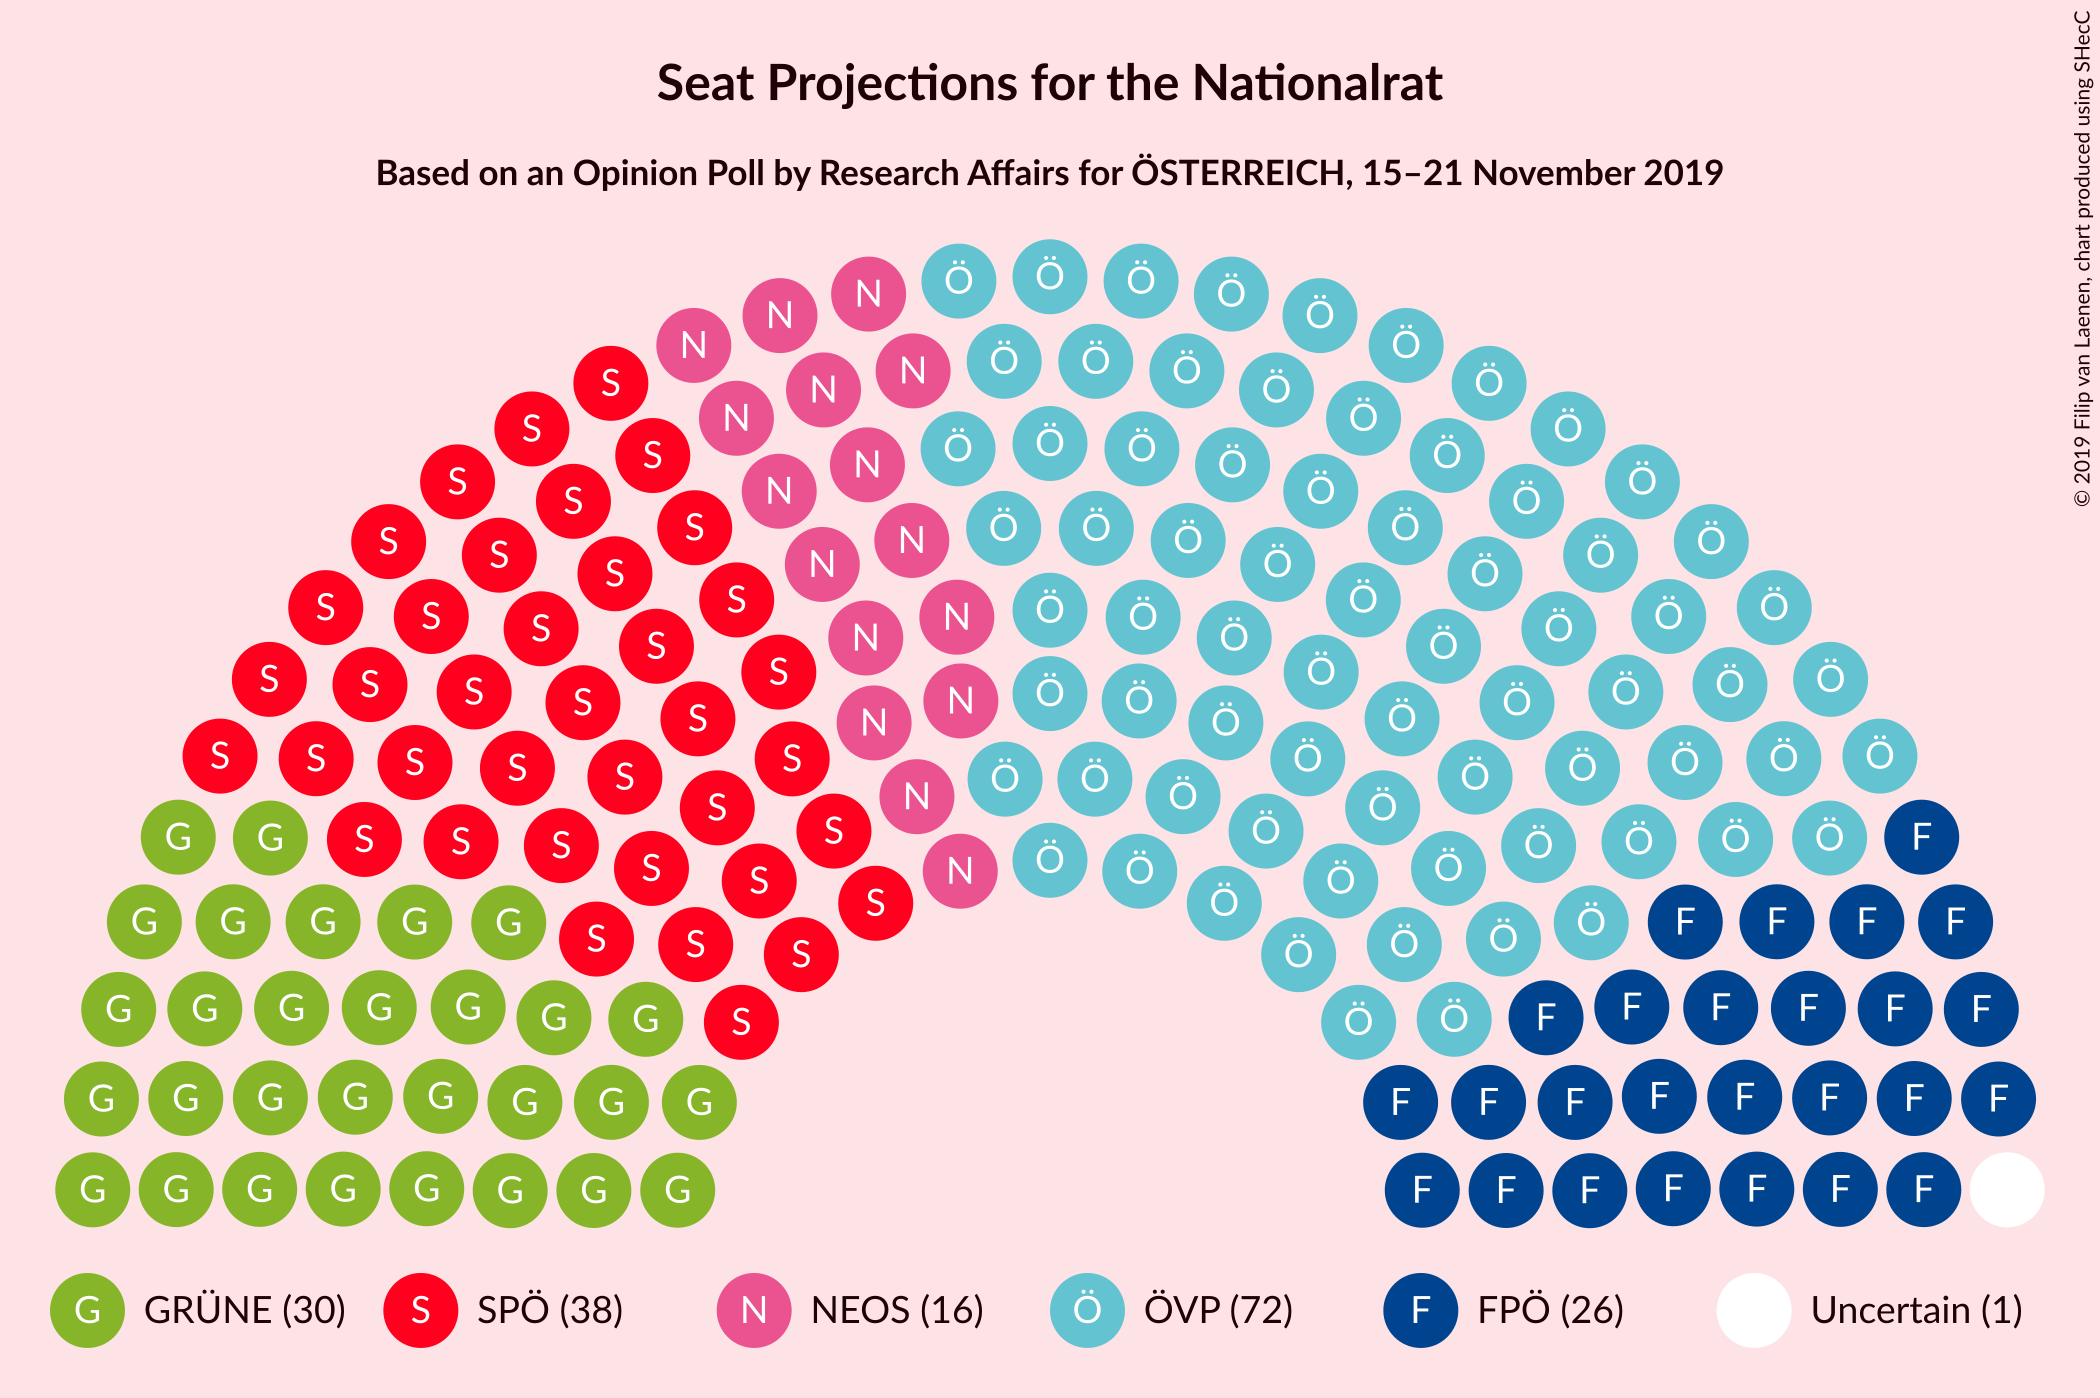 Seat Projections for the Nationalrat
Based on an Opinion Poll by Research Affairs for ÖSTERREICH, 15–21 November 2019
© 2019 Filip van Laenen, chart produced using SHecC
Ö Ö Ö Ö Ö
N N N Ö
N Ö
S N N Ö Ö Ö Ö Ö
S N Ö Ö
S S N Ö Ö Ö Ö Ö
S S N Ö Ö
S S N Ö Ö Ö Ö Ö
S S N Ö Ö
S S S N N Ö Ö Ö Ö Ö Ö
S S N Ö Ö Ö
S S S N N Ö Ö Ö Ö Ö Ö
S S S S Ö Ö Ö Ö
S S S S S Ö Ö Ö Ö Ö
S S N Ö Ö Ö Ö
G G S S S S Ö Ö Ö Ö Ö F
S S N Ö Ö Ö Ö
G G G G G S Ö Ö F F F F
S S S Ö Ö Ö
G G G G G G G S Ö Ö F F F F F F
G G G G G G G G F F F F F F F F
G G G G G G G G F F F F F F F
G GRÜNE (30) S SPÖ (38) N NEOS (16) Ö ÖVP (72) F FPÖ (26) Uncertain (1)